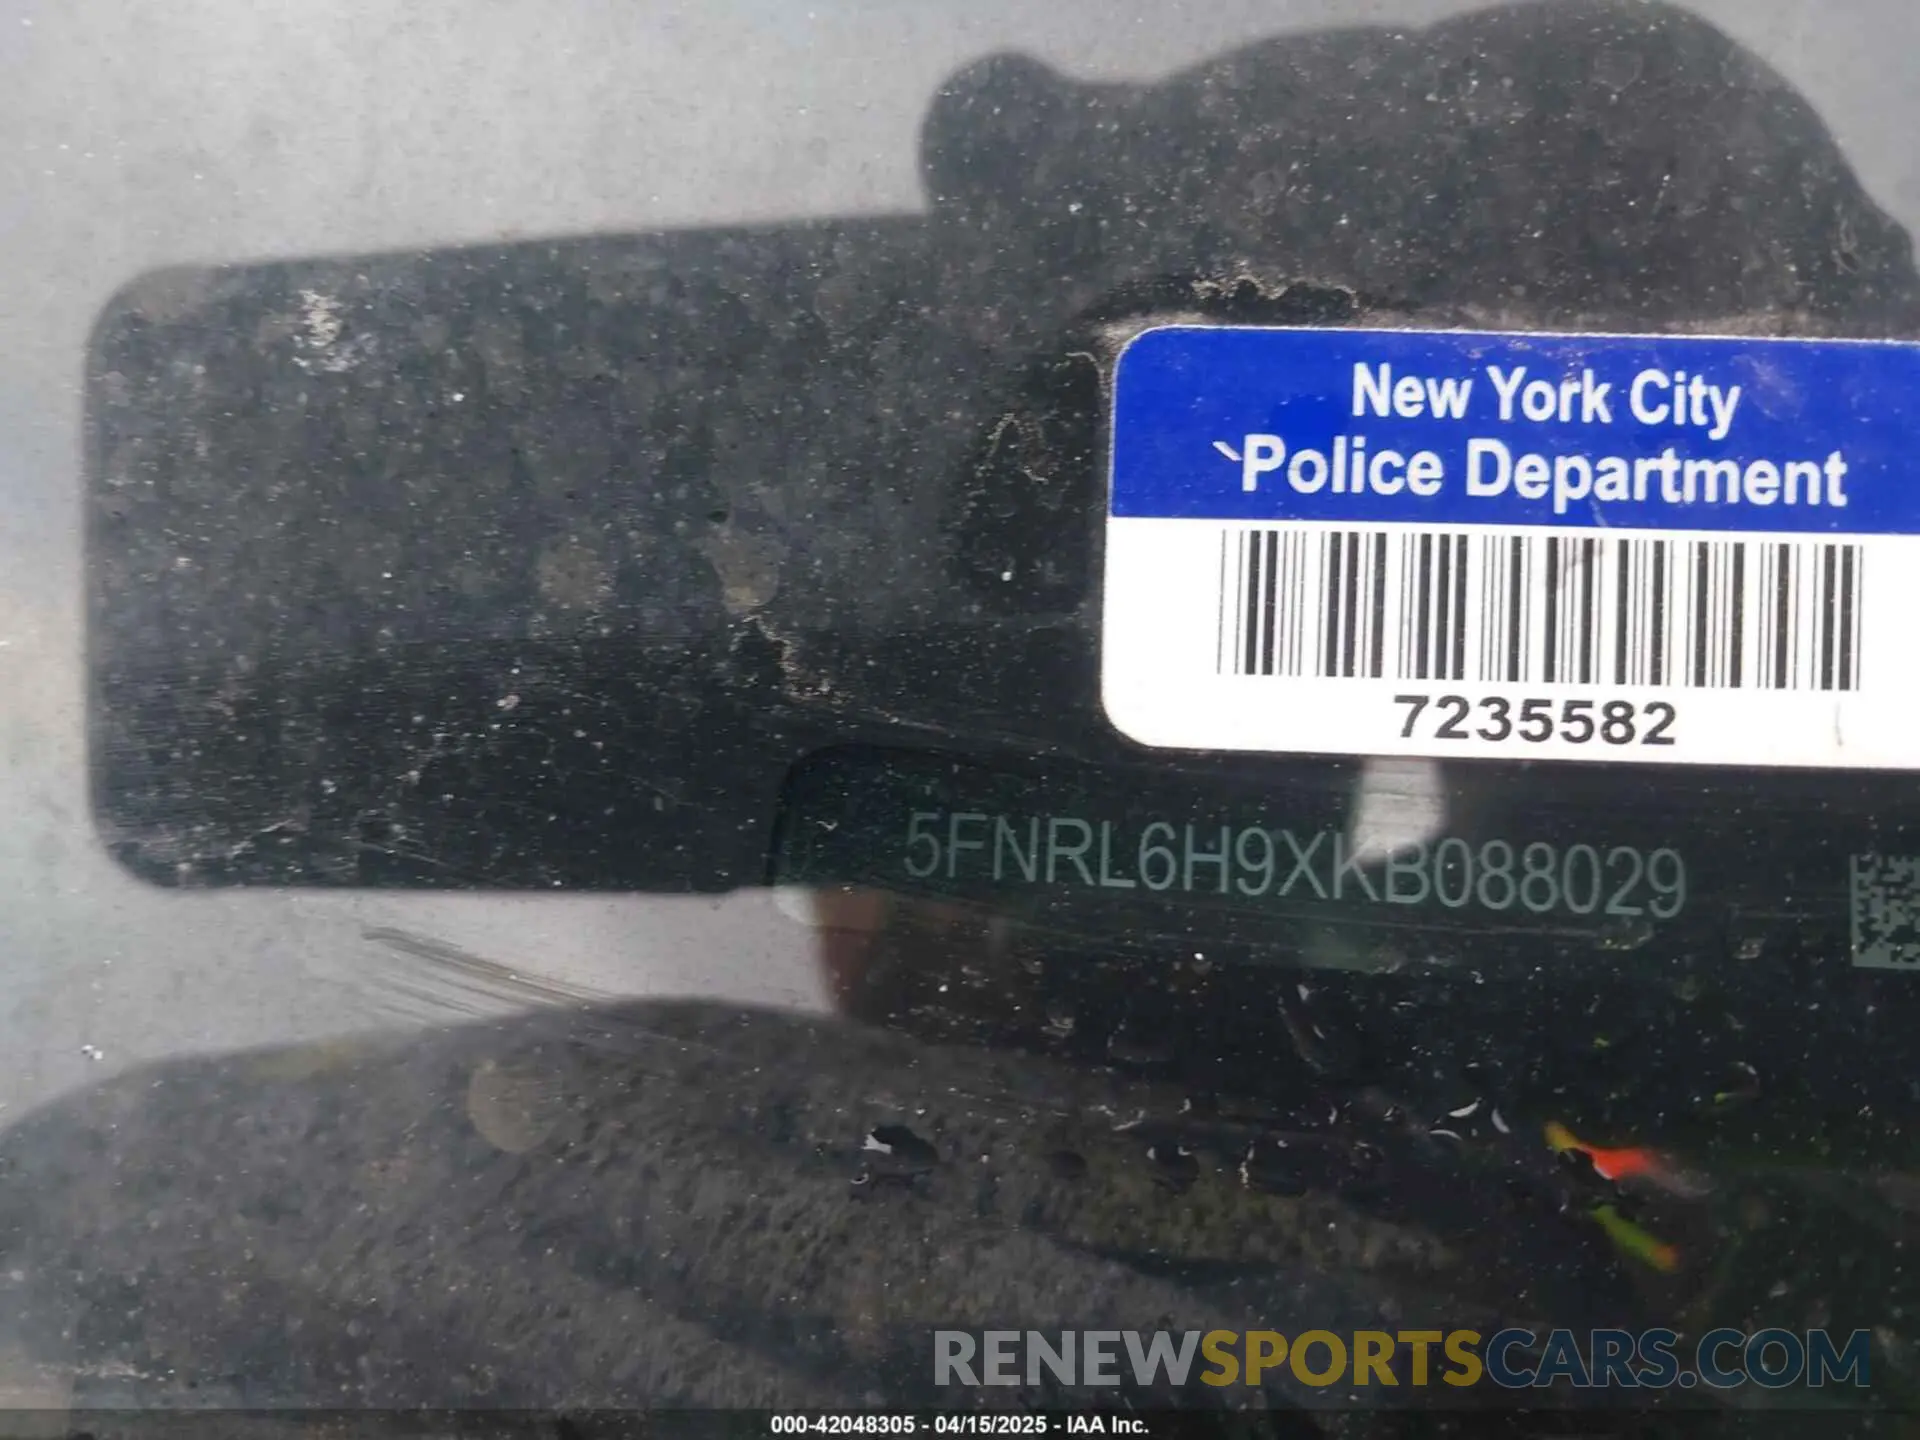 New York City
Police Department
7235582
5FNRL6H9XKB088029
RENEWSPORTSCARS.COM
000-42048305 - 04/15/2025 - IAA Inc.